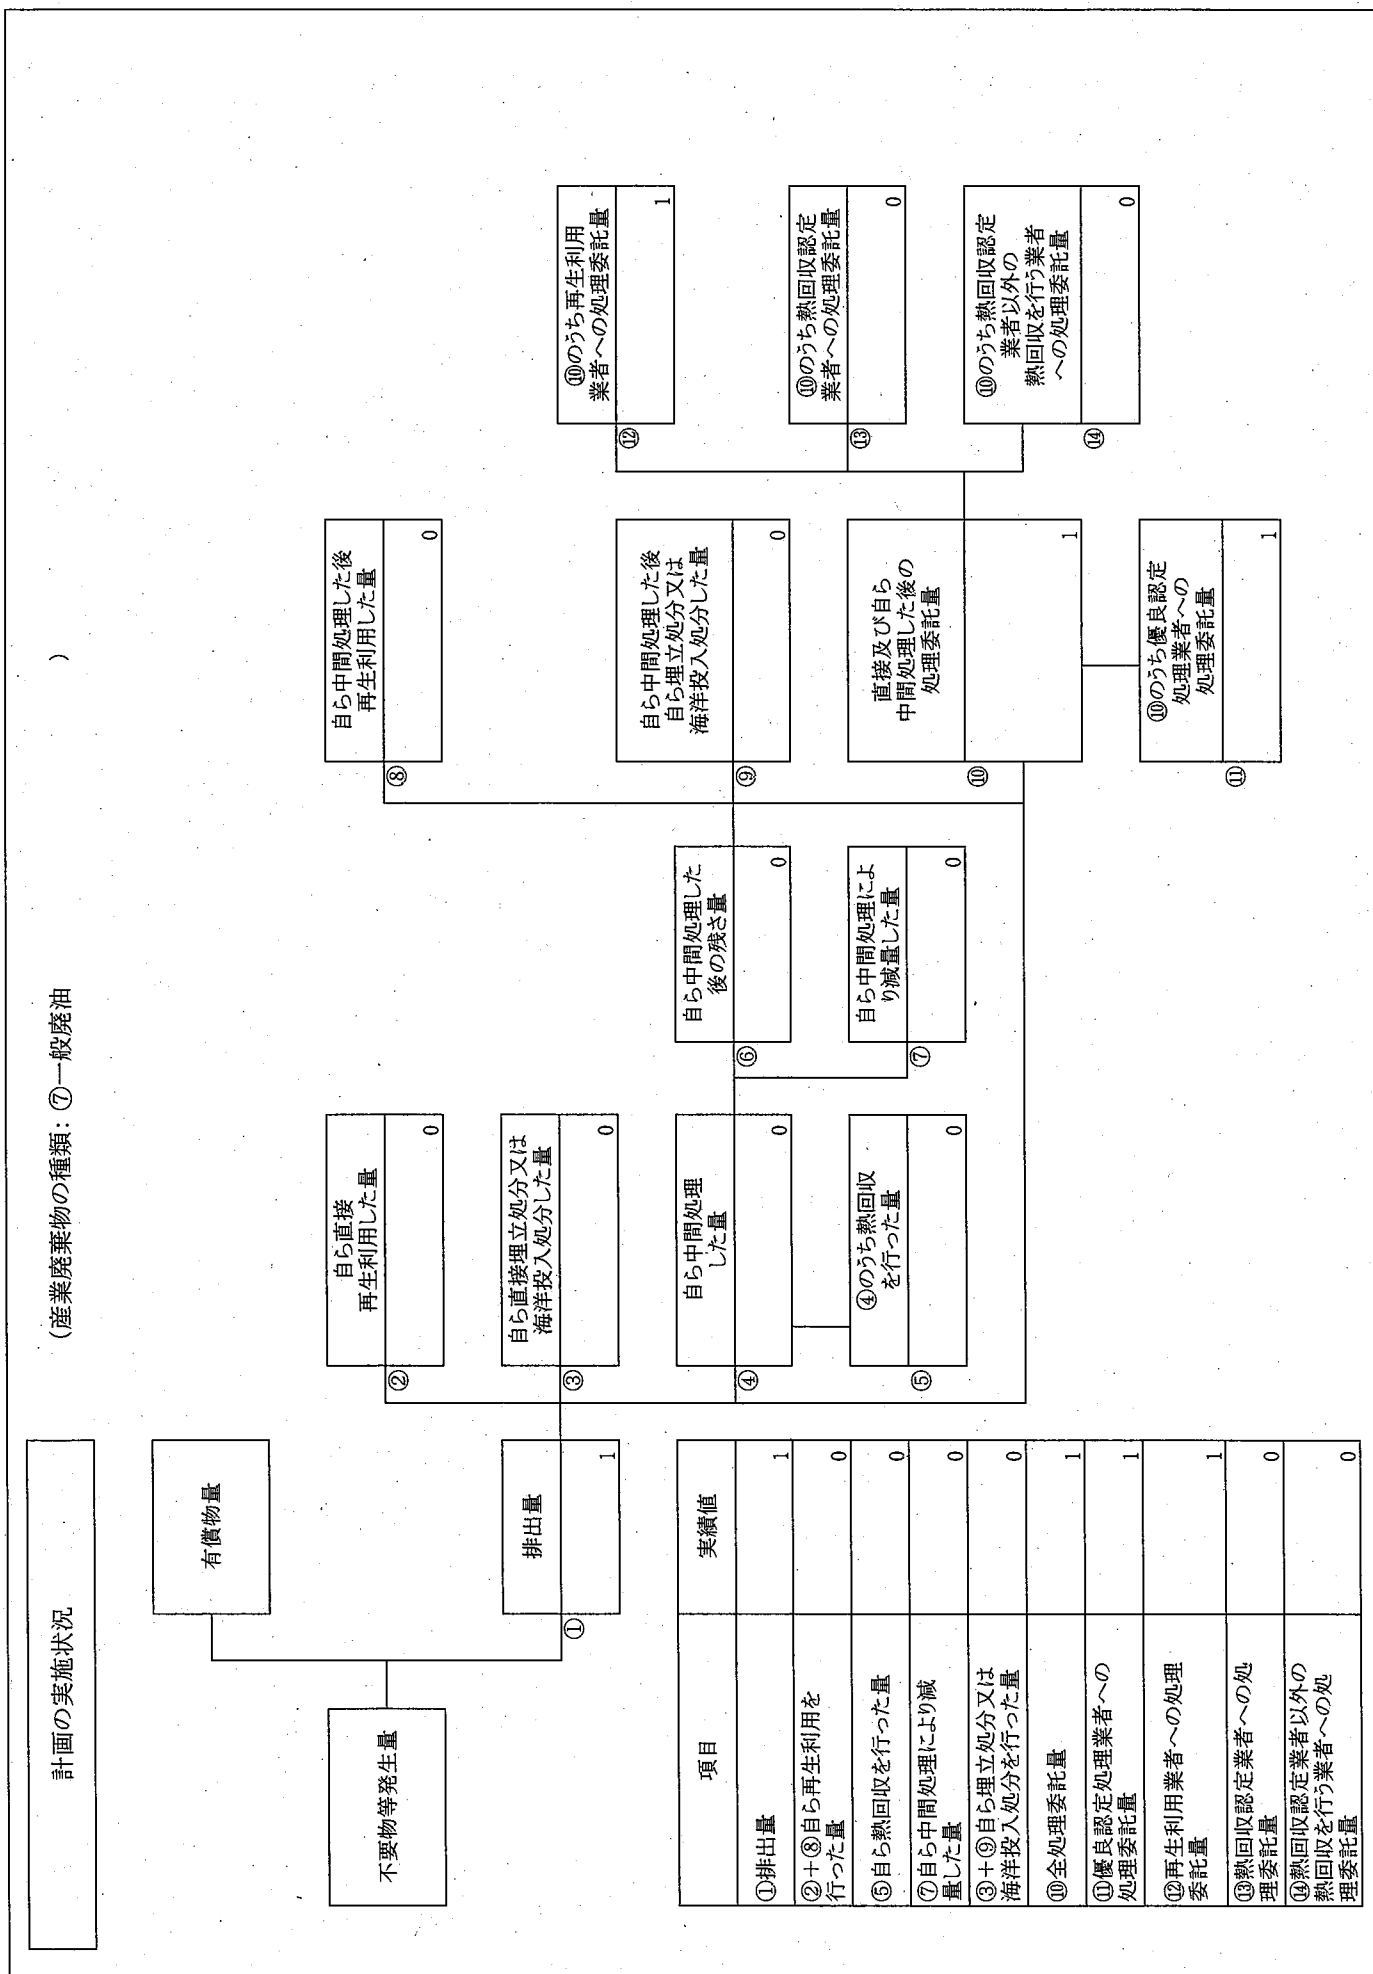 計画の実施状況
(産業廃棄物の種類：⑦一般廃油
)
不要物等発生量
有償物量
排出量
①
1
自ら直接
再生利用した量
②
0
自ら直接埋立処分又は
海洋投入処分した量
③
0
自ら中間処理
した量
④
0
④のうち熱回収
を行った量
⑤
0
自ら中間処理した
後の残さ量
⑥
0
自ら中間処理によ
り減量した量
⑦
0
自ら中間処理した後
再生利用した量
⑧
0
自ら中間処理した後
自ら埋立処分又は
海洋投入処分した量
⑨
0
直接及び自ら
中間処理した後の
処理委託量
⑩
1
⑩のうち優良認定
処理業者への
処理委託量
⑪
1
⑩のうち再生利用
業者への処理委託量
⑫
1
⑩のうち熱回収認定
業者への処理委託量
⑬
0
⑩のうち熱回収認定
業者以外の
熱回収を行う業者
への処理委託量
⑭
0
項目 実績値
①排出量 1
②＋⑧自ら再生利用を
行った量 0
⑤自ら熱回収を行った量 0
⑦自ら中間処理により減
量した量 0
③＋⑨自ら埋立処分又は
海洋投入処分を行った量 0
⑩全処理委託量 1
⑪優良認定処理業者への
処理委託量 1
⑫再生利用業者への処理
委託量 1
⑬熱回収認定業者への処
理委託量 0
⑭熱回収認定業者以外の
熱回収を行う業者への処
理委託量 0